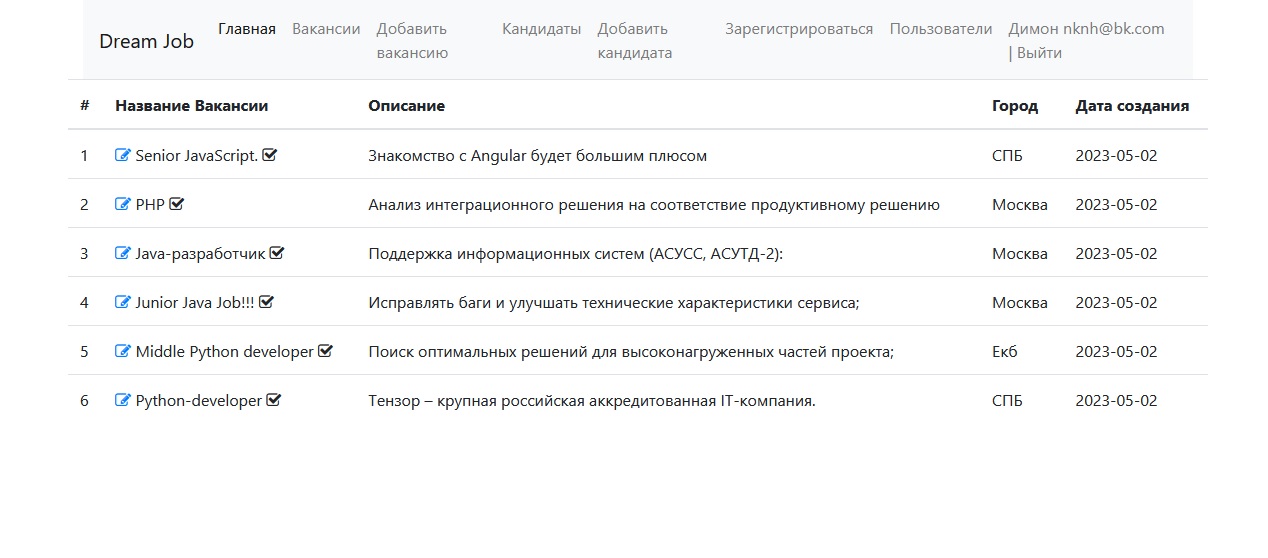 Dream Job Главная Вакансии Добавить вакансию Кандидаты Добавить кандидата Зарегистрироваться Пользователи Димон nknh@bk.com | Выйти
# Название Вакансии Описание Город Дата создания
1 Senior JavaScript. Знакомство с Angular будет большим плюсом СПБ 2023-05-02
2 PHP Анализ интеграционного решения на соответствие продуктивному решению Москва 2023-05-02
3 Java-разработчик Поддержка информационных систем (АСУСС, АСУТД-2): Москва 2023-05-02
4 Junior Java Job!!! Исправлять баги и улучшать технические характеристики сервиса; Москва 2023-05-02
5 Middle Python developer Поиск оптимальных решений для высоконагруженных частей проекта; Екб 2023-05-02
6 Python-developer Тензор – крупная российская аккредитованная IT-компания. СПБ 2023-05-02